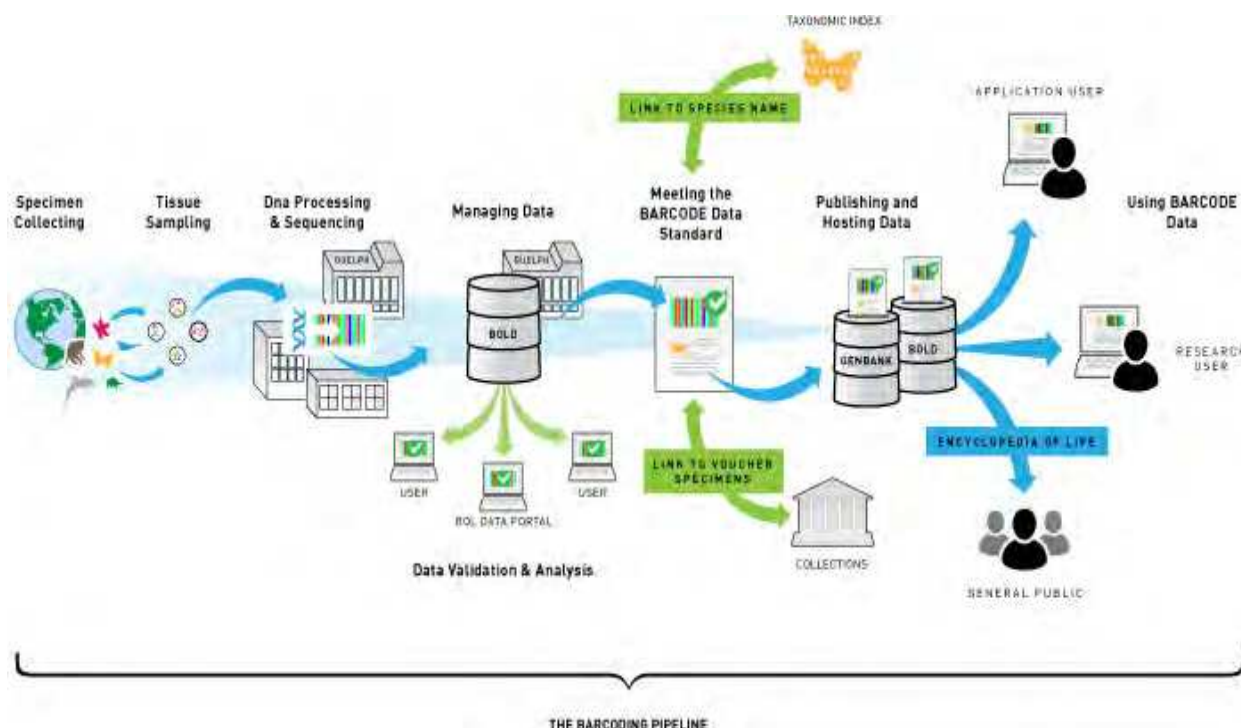 TAXONOMIC INDEX
LINK TO SPECIES NAME
APPLICATION USER
Specimen
Collecting
Tissue
Sampling
Dna Processing
& Sequencing
Managing Data
Meeting the
BARCODE Data
Standard
Publishing and
Hosting Data
Using BARCODE
Data
GUELPH
GUELPH
BOLD
GENBANK
BOLD
RESEARCH
USER
ENCYCLOPEDIA OF LIFE
LINK TO VOUCHER
SPECIMENS
USER
BOL DATA PORTAL
USER
COLLECTIONS
Data Validation & Analysis
GENERAL PUBLIC
THE BARCODING PIPELINE